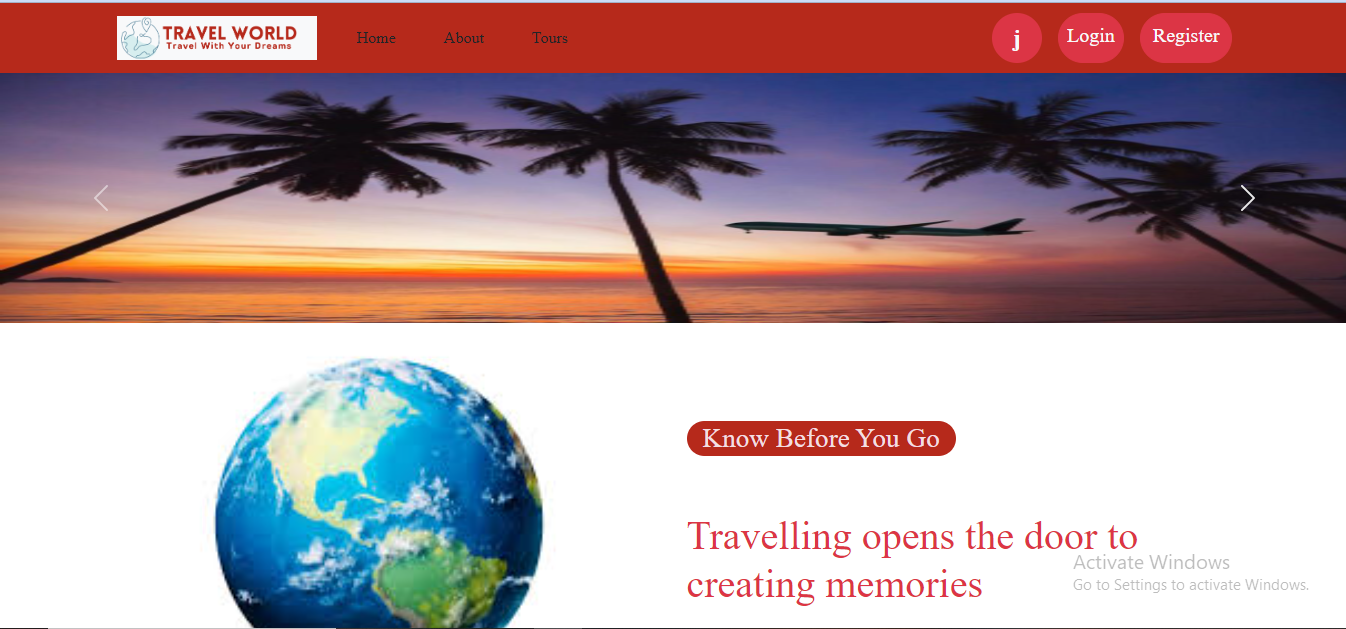 TRAVEL WORLD
Travel With Your Dreams
Home About Tours
j Login Register
Know Before You Go
Travelling opens the door to
creating memories
Activate Windows
Go to Settings to activate Windows.